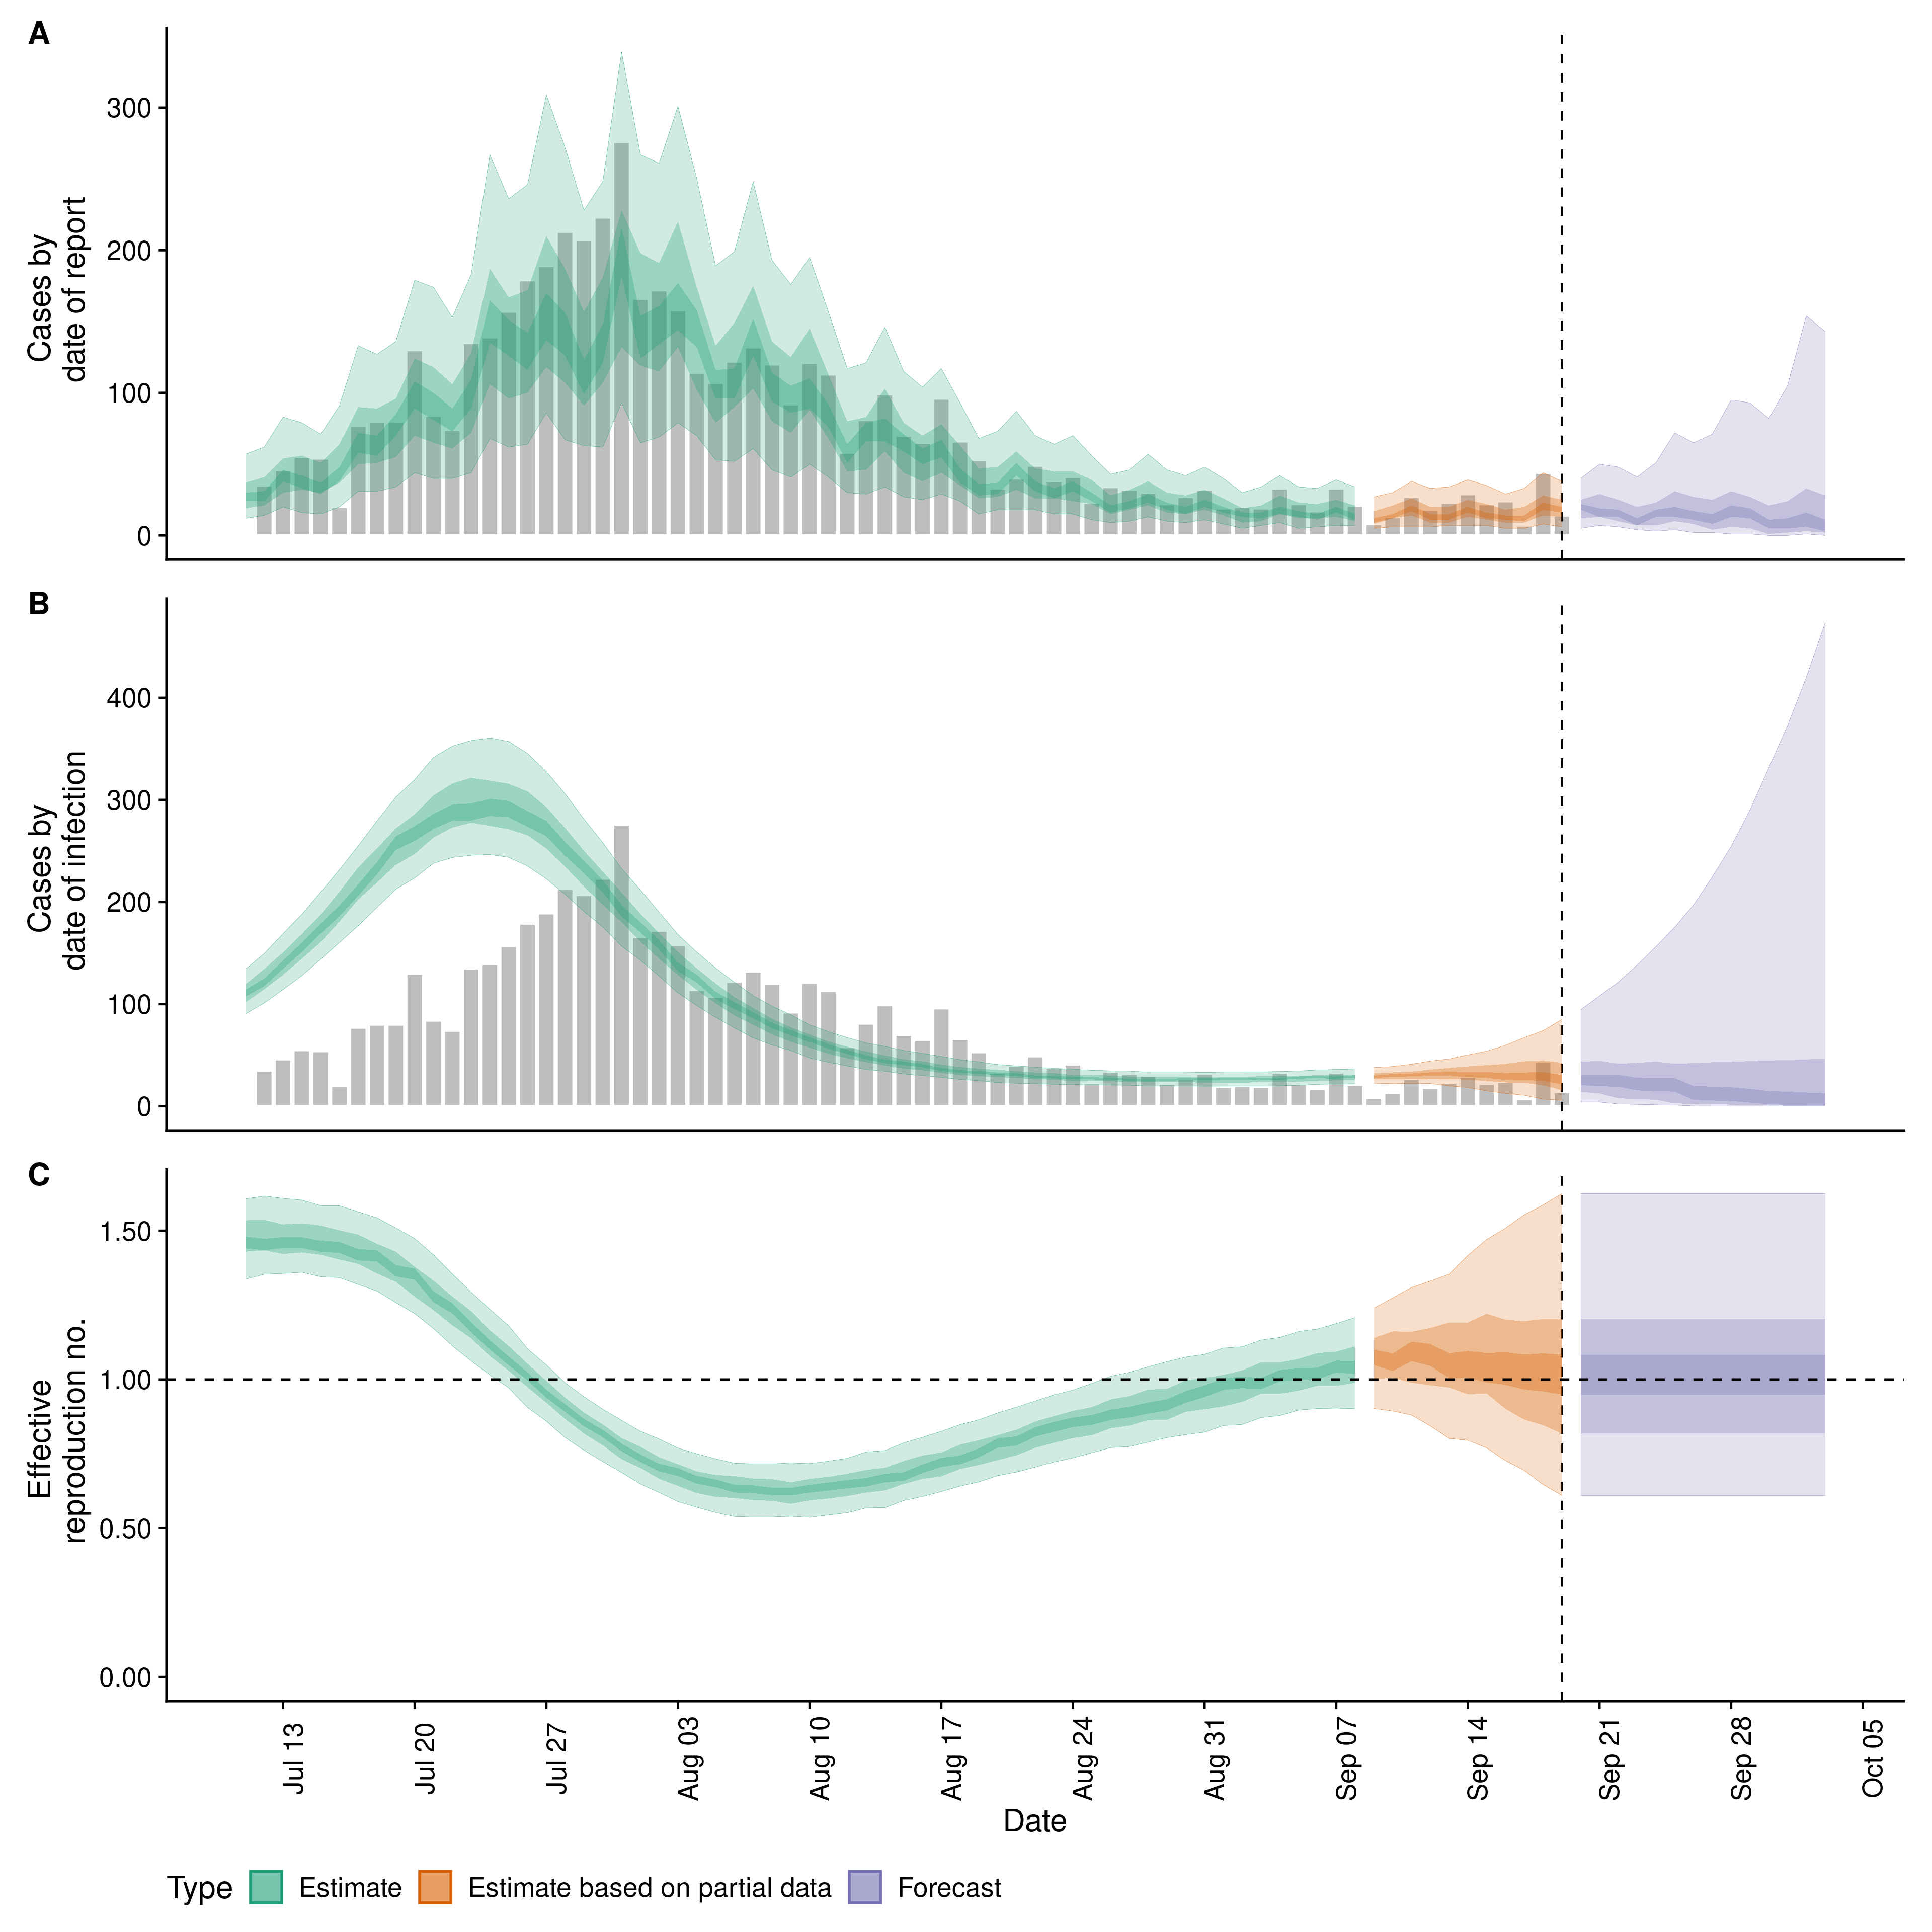 A
300
200
100
0
Cases by
date of report
B
400
300
200
100
0
Cases by
date of infection
C
1.50
1.00
0.50
0.00
Effective
reproduction no.
Jul 13
Jul 20
Jul 27
Aug 03
Aug 10
Aug 17
Aug 24
Aug 31
Sep 07
Sep 14
Sep 21
Sep 28
Oct 05
Date
Type Estimate Estimate based on partial data Forecast